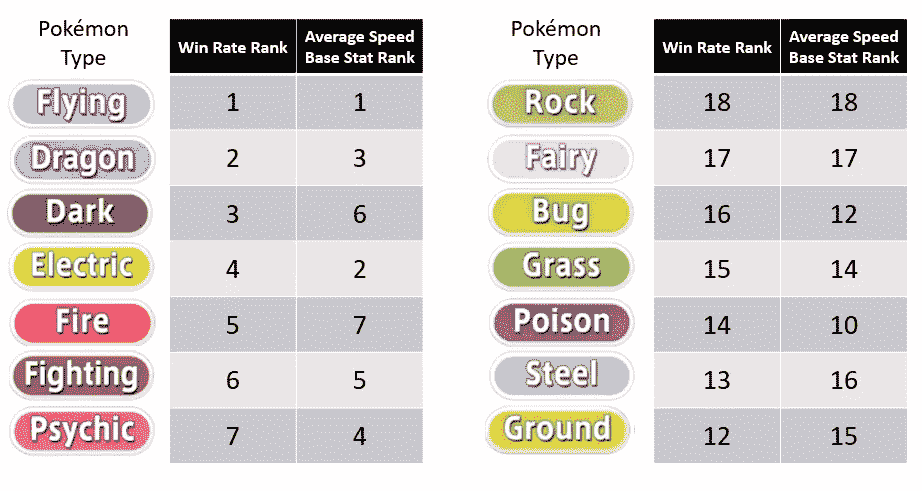 Pokémon
Type
Win Rate Rank
Average Speed
Base Stat Rank
Flying 1 1
Dragon 2 3
Dark 3 6
Electric 4 2
Fire 5 7
Fighting 6 5
Psychic 7 4
Pokémon
Type
Win Rate Rank
Average Speed
Base Stat Rank
Rock 18 18
Fairy 17 17
Bug 16 12
Grass 15 14
Poison 14 10
Steel 13 16
Ground 12 15